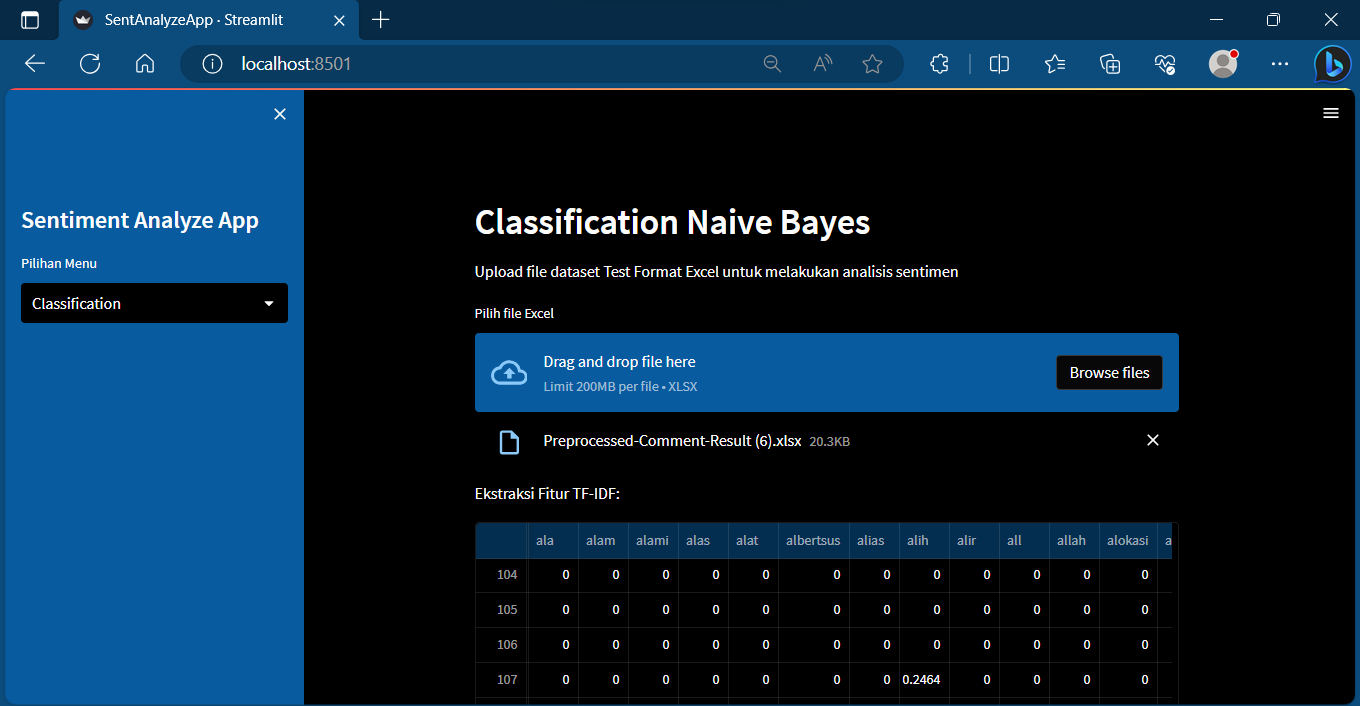 SentAnalyzeApp · Streamlit
localhost:8501
Sentiment Analyze App
Pilihan Menu
Classification
Classification Naive Bayes
Upload file dataset Test Format Excel untuk melakukan analisis sentimen
Pilih file Excel
Drag and drop file here
Limit 200MB per file • XLSX
Browse files
Preprocessed-Comment-Result (6).xlsx 20.3KB
Ekstraksi Fitur TF-IDF:
ala alam alami alas alat albertsus alias alih alir all allah alokasi a
104 0 0 0 0 0 0 0 0 0 0 0 0
105 0 0 0 0 0 0 0 0 0 0 0 0
106 0 0 0 0 0 0 0 0 0 0 0 0
107 0 0 0 0 0 0 0 0.2464 0 0 0 0